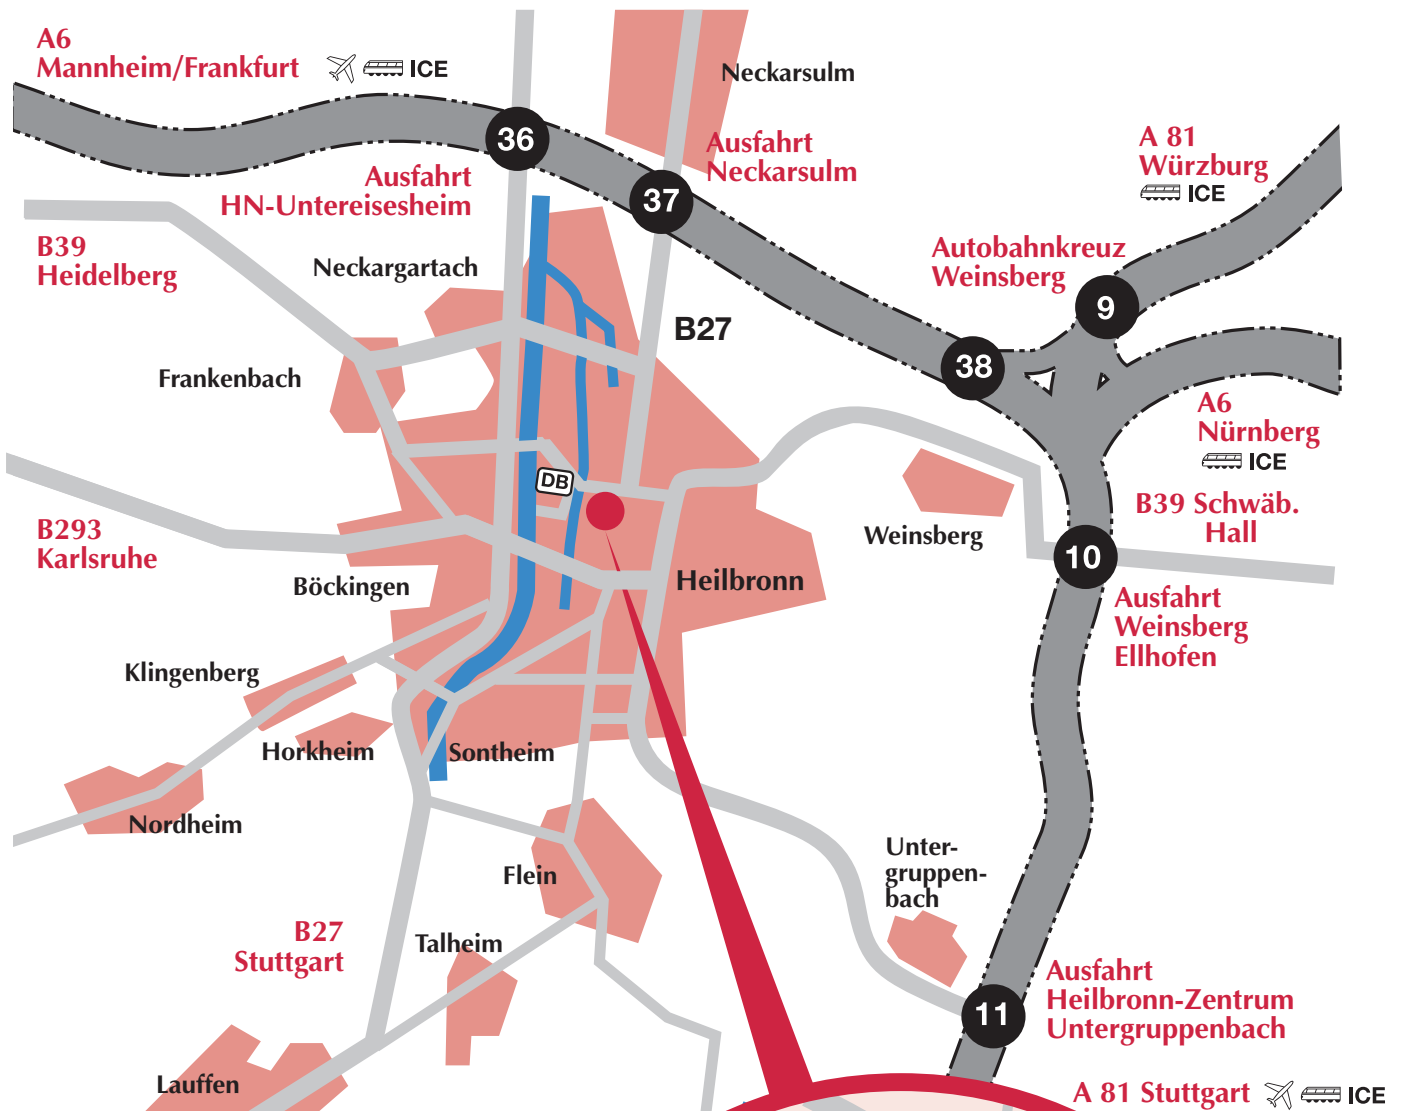 A6
Mannheim/Frankfurt
ICE
Neckarsulm
36
Ausfahrt
Neckarsulm
A 81
Würzburg
ICE
Ausfahrt
HN-Untereisesheim
37
B39
Heidelberg
Neckargartach
Autobahnkreuz
Weinsberg
9
B27
38
Frankenbach
A6
Nürnberg
ICE
DB
B293
Karlsruhe
B39 Schwäb.
Hall
Weinsberg
10
Böckingen
Heilbronn
Ausfahrt
Weinsberg
Ellhofen
Klingenberg
Horkheim
Sontheim
Nordheim
Unter-
gruppen-
bach
Flein
B27
Stuttgart
Talheim
Ausfahrt
Heilbronn-Zentrum
Untergruppenbach
11
Lauffen
A 81 Stuttgart
ICE